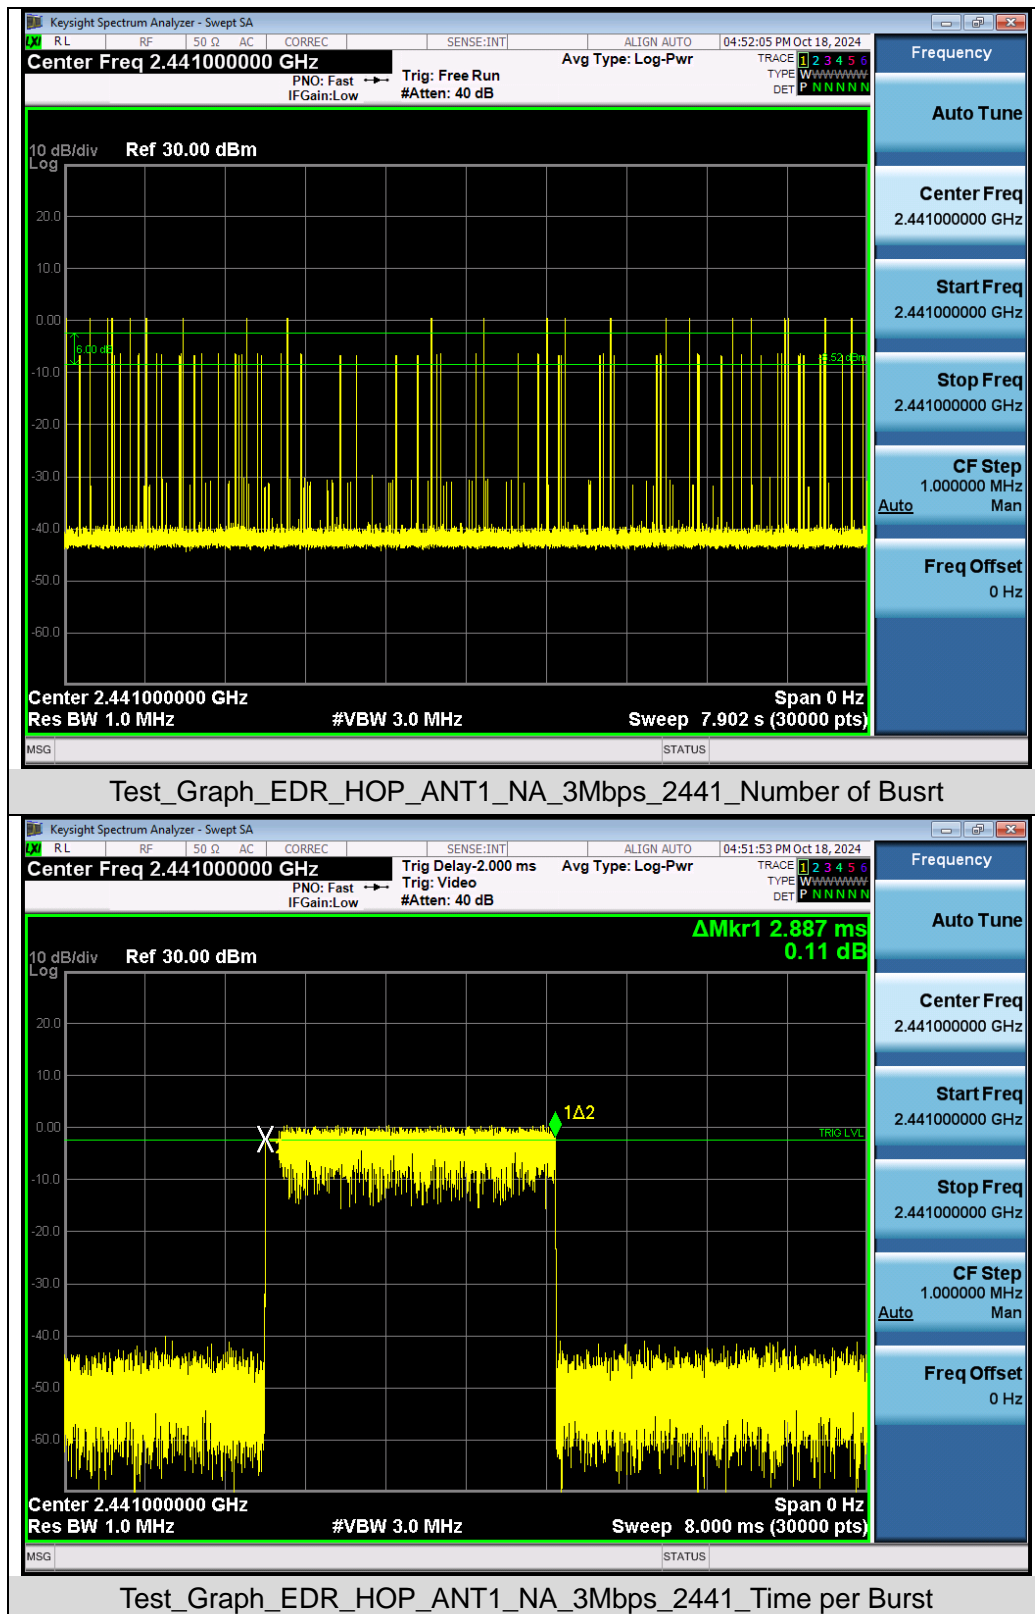 Keysight Spectrum Analyzer - Swept SA
LXI RL RF 50 Ω AC CORREC SENSE:INT ALIGN AUTO 04:52:05 PM Oct 18, 2024
Center Freq 2.441000000 GHz
PNO: Fast
IFGain:Low
Trig: Free Run
#Atten: 40 dB
Avg Type: Log-Pwr
TRACE 1 2 3 4 5 6
TYPE W W W W W W
DET P N N N N N
10 dB/div
Log
Ref 30.00 dBm
20.0
10.0
0.00
6.00 dB
-10.0
-20.0
-30.0
-40.0
-50.0
-60.0
Center 2.441000000 GHz
Span 0 Hz
Res BW 1.0 MHz
#VBW 3.0 MHz
Sweep 7.902 s (30000 pts)
MSG
STATUS
Frequency
Auto Tune
Center Freq
2.441000000 GHz
Start Freq
2.441000000 GHz
Stop Freq
2.441000000 GHz
CF Step
1.000000 MHz
Auto Man
Freq Offset
0 Hz
Test_Graph_EDR_HOP_ANT1_NA_3Mbps_2441_Number of Busrt
Keysight Spectrum Analyzer - Swept SA
LXI RL RF 50 Ω AC CORREC SENSE:INT ALIGN AUTO 04:51:53 PM Oct 18, 2024
Center Freq 2.441000000 GHz
PNO: Fast
IFGain:Low
Trig Delay-2.000 ms
Trig: Video
#Atten: 40 dB
Avg Type: Log-Pwr
TRACE 1 2 3 4 5 6
TYPE W W W W W W
DET P N N N N N
ΔMkr1 2.887 ms
0.11 dB
10 dB/div
Log
Ref 30.00 dBm
20.0
10.0
0.00
1Δ2
TRIG LVL
-10.0
-20.0
-30.0
-40.0
-50.0
-60.0
Center 2.441000000 GHz
Span 0 Hz
Res BW 1.0 MHz
#VBW 3.0 MHz
Sweep 8.000 ms (30000 pts)
MSG
STATUS
Frequency
Auto Tune
Center Freq
2.441000000 GHz
Start Freq
2.441000000 GHz
Stop Freq
2.441000000 GHz
CF Step
1.000000 MHz
Auto Man
Freq Offset
0 Hz
Test_Graph_EDR_HOP_ANT1_NA_3Mbps_2441_Time per Burst